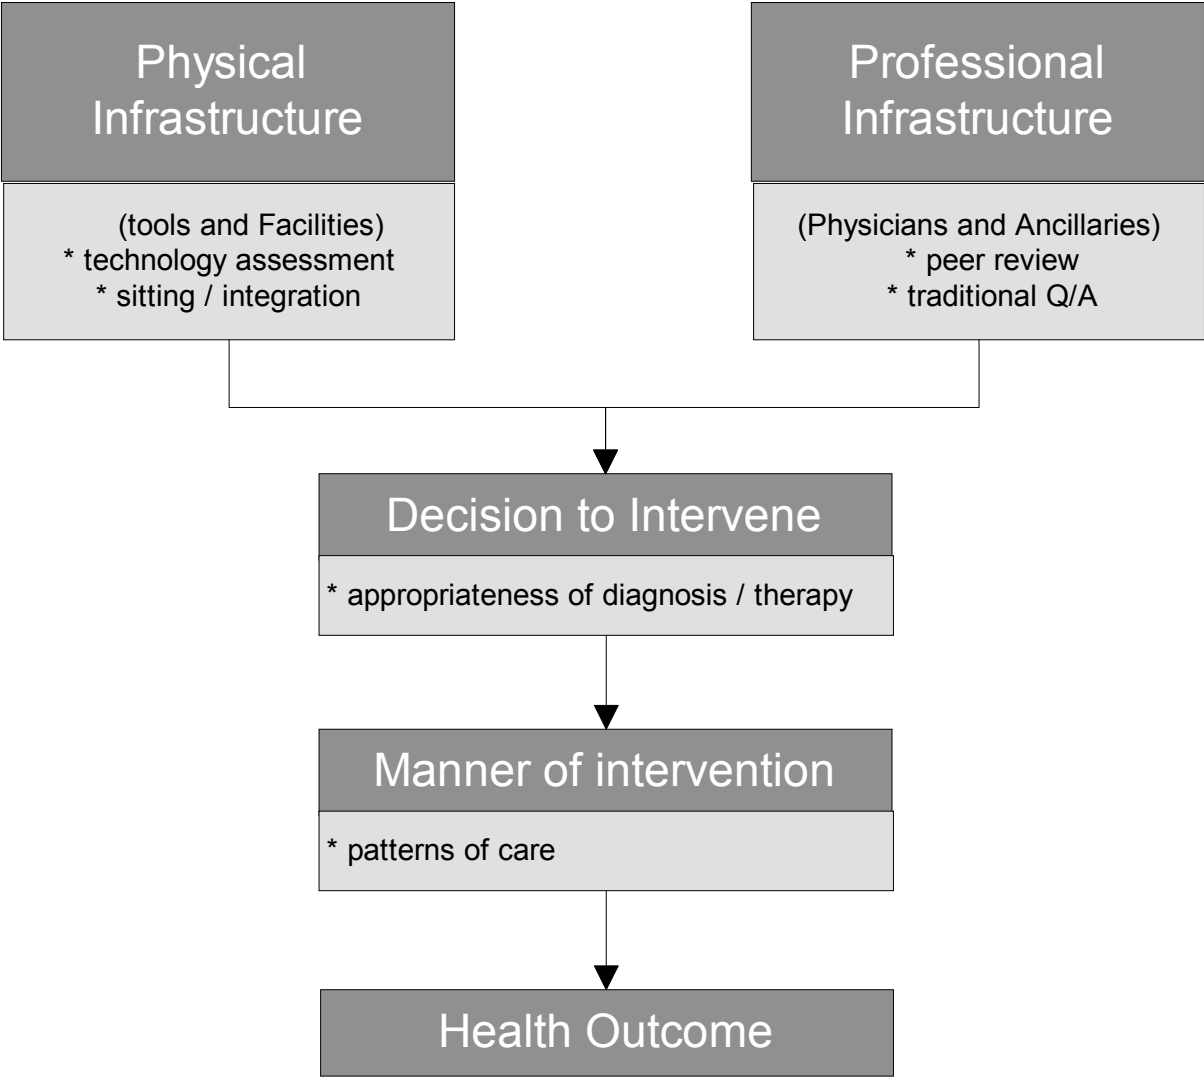 Physical
Infrastructure
(tools and Facilities)
* technology assessment
* sitting / integration
Professional
Infrastructure
(Physicians and Ancillaries)
* peer review
* traditional Q/A
Decision to Intervene
* appropriateness of diagnosis / therapy
Manner of intervention
* patterns of care
Health Outcome